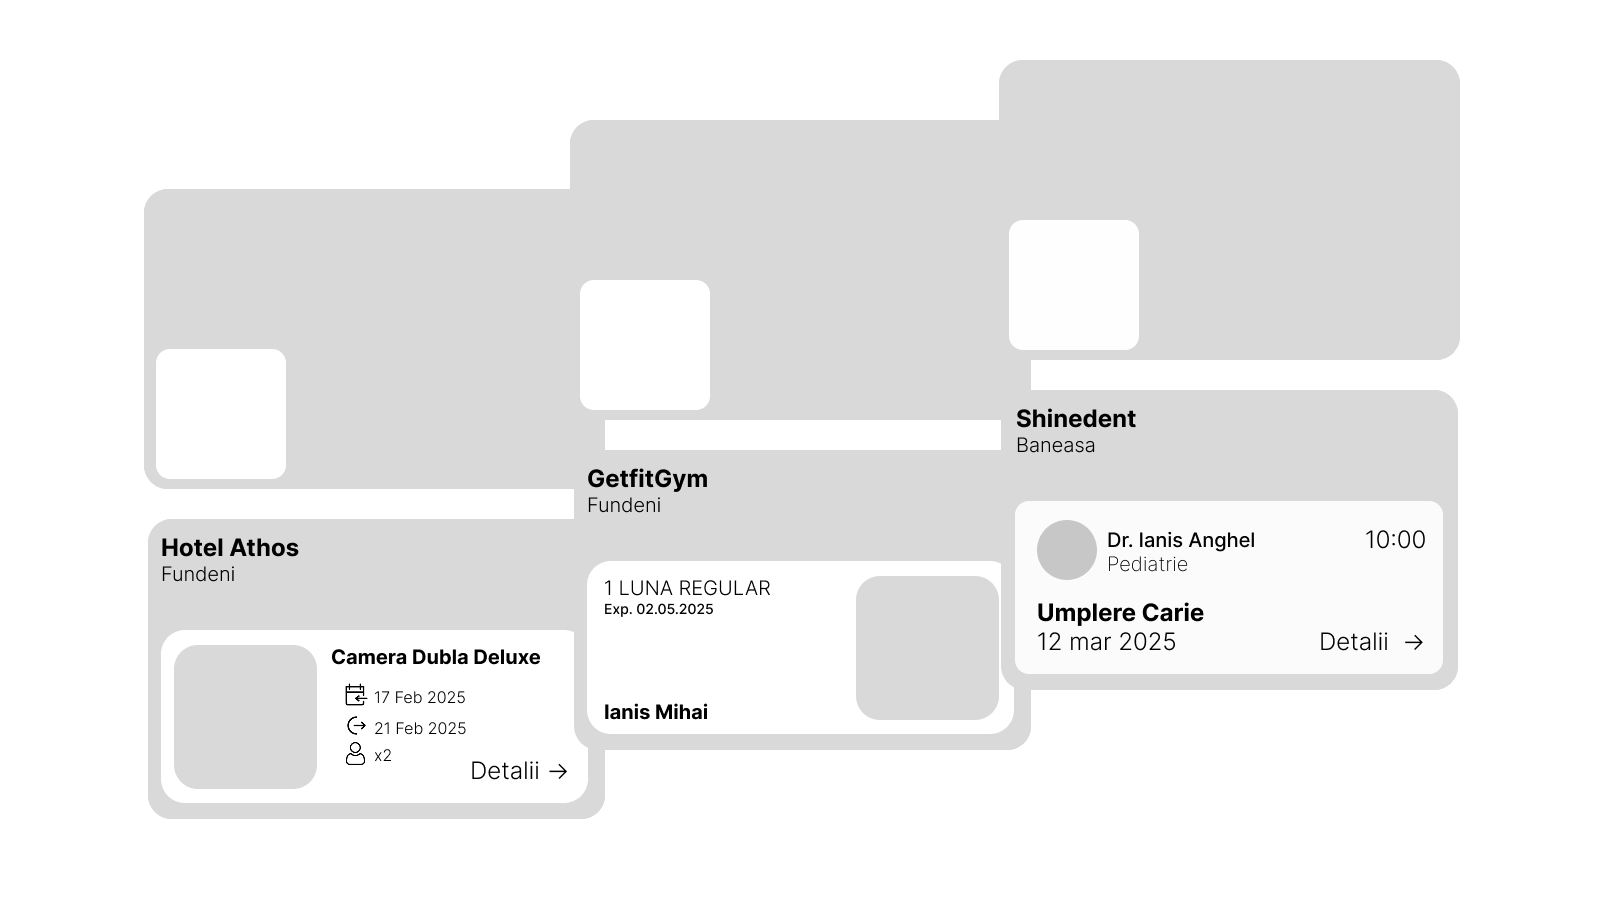 Hotel Athos
Fundeni
Camera Dubla Deluxe
17 Feb 2025
21 Feb 2025
x2
Detalii →
GetfitGym
Fundeni
1 LUNA REGULAR
Exp. 02.05.2025
Ianis Mihai
Shinedent
Baneasa
Dr. Ianis Anghel
10:00
Pediatrie
Umplere Carie
12 mar 2025
Detalii →